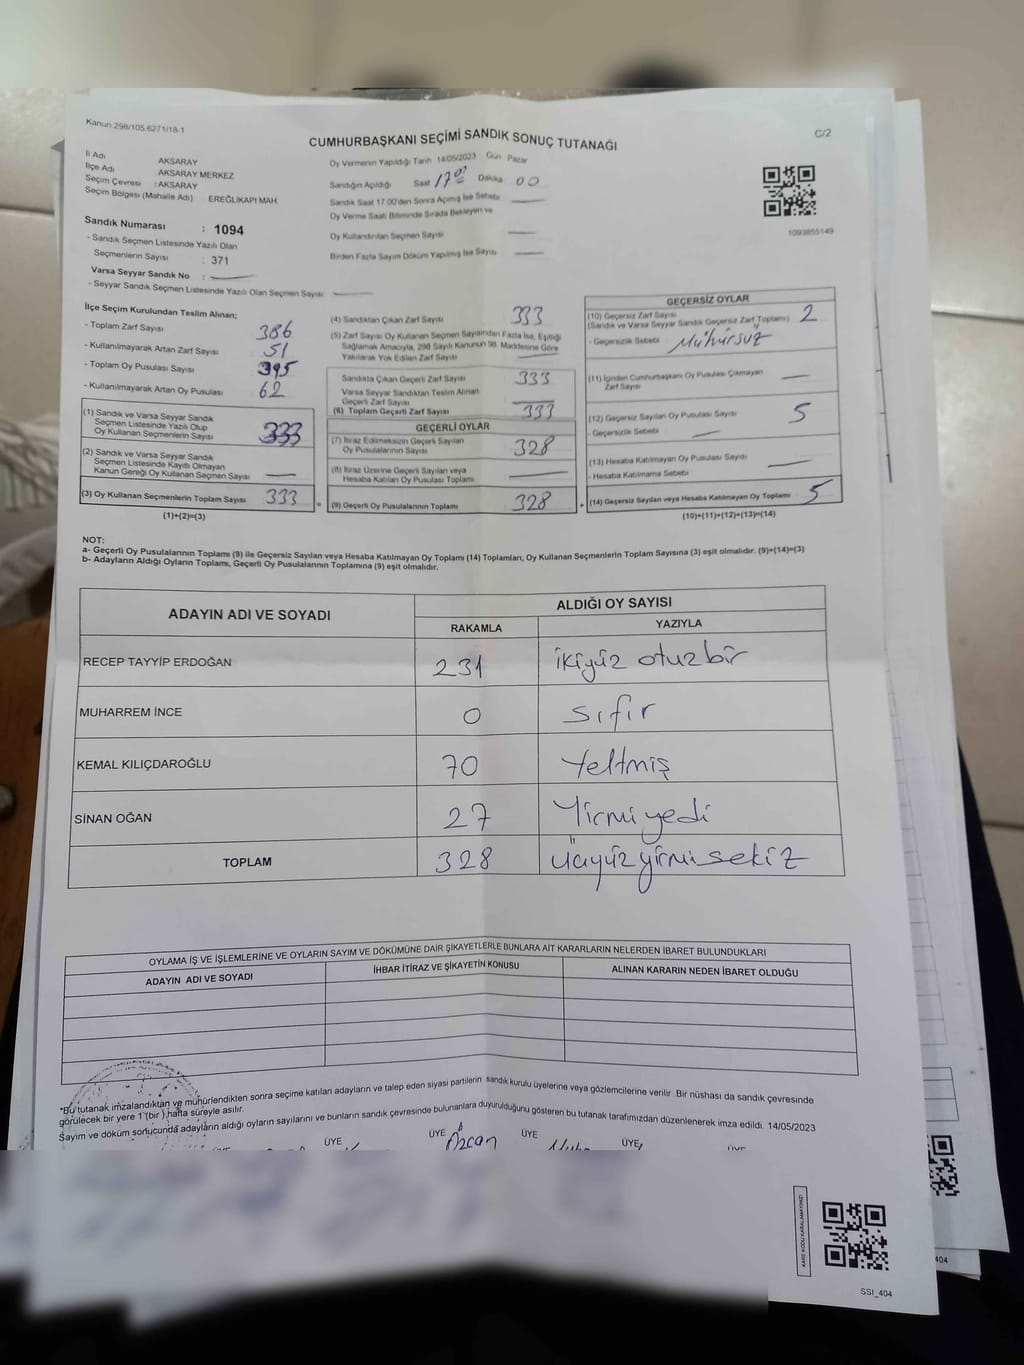 Kanun.298/105.6271/18-1
C/2
CUMHURBAŞKANI SEÇİMİ SANDIK SONUÇ TUTANAĞI
İl Adı AKSARAY
İlçe Adı AKSARAY MERKEZ
Seçim Çevresi : AKSARAY
Seçim Bölgesi (Mahalle Adı) EREĞLİKAPI MAH.
Oy Vermenin Yapıldığı Tarih 14/05/2023 Gün Pazar
Sandığın Açıldığı Saat 17:00 Dakika 00
Sandık Saat 17.00'den Sonra Açılmış İse Sebebi
Oy Verme Saati Bitiminde Sırada Bekleyen ve
Oy Kullandırılan Seçmen Sayısı
Birden Fazla Sayım Döküm Yapılmış İse Sayısı
1093855149
Sandık Numarası : 1094
- Sandık Seçmen Listesinde Yazılı Olan
Seçmenlerin Sayısı : 371
Varsa Seyyar Sandık No :
- Seyyar Sandık Seçmen Listesinde Yazılı Olan Seçmen Sayısı:
İlçe Seçim Kurulundan Teslim Alınan;
- Toplam Zarf Sayısı 386
- Kullanılmayarak Artan Zarf Sayısı 51
- Toplam Oy Pusulası Sayısı 395
- Kullanılmayarak Artan Oy Pusulası 62
(1) Sandık ve Varsa Seyyar Sandık
Seçmen Listesinde Yazılı Olup
Oy Kullanan Seçmenlerin Sayısı 333
(2) Sandık ve Varsa Seyyar Sandık
Seçmen Listesinde Kayıtlı Olmayan
Kanun Gereği Oy Kullanan Seçmen Sayısı
(3) Oy Kullanan Seçmenlerin Toplam Sayısı 333 =
(1)+(2)=(3)
(4) Sandıktan Çıkan Zarf Sayısı 333
(5) Zarf Sayısı Oy Kullanan Seçmen Sayısından Fazla İse, Eşitliği
Sağlamak Amacıyla, 298 Sayılı Kanunun 98. Maddesine Göre
Yakılarak Yok Edilen Zarf Sayısı
Sandıkta Çıkan Geçerli Zarf Sayısı 333
Varsa Seyyar Sandıktan Teslim Alınan
Geçerli Zarf Sayısı
(6) Toplam Geçerli Zarf Sayısı 333
GEÇERLİ OYLAR
(7) İtiraz Edilmeksizin Geçerli Sayılan
Oy Pusulalarının Sayısı 328
(8) İtiraz Üzerine Geçerli Sayılan veya
Hesaba Katılan Oy Pusulası Toplamı
(9) Geçerli Oy Pusulalarının Toplamı 328 +
GEÇERSİZ OYLAR
(10) Geçersiz Zarf Sayısı
(Sandık ve Varsa Seyyar Sandık Geçersiz Zarf Toplamı) 2
- Geçersizlik Sebebi Mühürsüz
(11) İçinden Cumhurbaşkanı Oy Pusulası Çıkmayan
Zarf Sayısı
(12) Geçersiz Sayılan Oy Pusulası Sayısı 5
- Geçersizlik Sebebi
(13) Hesaba Katılmayan Oy Pusulası Sayısı
- Hesaba Katılmama Sebebi
(14) Geçersiz Sayılan veya Hesaba Katılmayan Oy Toplamı 5
(10)+(11)+(12)+(13)=(14)
NOT:
a- Geçerli Oy Pusulalarının Toplamı (9) ile Geçersiz Sayılan veya Hesaba Katılmayan Oy Toplamı (14) Toplamları, Oy Kullanan Seçmenlerin Toplam Sayısına (3) eşit olmalıdır. (9)+(14)=(3)
b- Adayların Aldığı Oyların Toplamı, Geçerli Oy Pusulalarının Toplamına (9) eşit olmalıdır.
ADAYIN ADI VE SOYADI ALDIĞI OY SAYISI
RAKAMLA YAZIYLA
RECEP TAYYİP ERDOĞAN 231 ikiyüz otuzbir
MUHARREM İNCE 0 sıfır
KEMAL KILIÇDAROĞLU 70 Yetmiş
SİNAN OĞAN 27 Yirmiyedi
TOPLAM 328 üçyüzyirmisekiz
OYLAMA İŞ VE İŞLEMLERİNE VE OYLARIN SAYIM VE DÖKÜMÜNE DAİR ŞİKAYETLERLE BUNLARA AİT KARARLARIN NELERDEN İBARET BULUNDUKLARI
ADAYIN ADI VE SOYADI İHBAR İTİRAZ VE ŞİKAYETİN KONUSU ALINAN KARARIN NEDEN İBARET OLDUĞU
*Bu tutanak imzalandıktan ve mühürlendikten sonra seçime katılan adayların ve talep eden siyasi partilerin sandık kurulu üyelerine veya gözlemcilerine verilir. Bir nüshası da sandık çevresinde
görülecek bir yere 1 (bir) hafta süreyle asılır.
Sayım ve döküm sonucunda adayların aldığı oyların sayılarını ve bunların sandık çevresinde bulunanlara duyurulduğunu gösteren bu tutanak tarafımızdan düzenlenerek imza edildi. 14/05/2023
ÜYE ÜYE ÜYE ÜYE
Özcan
KARE KODU KARALAMAYINIZ!
SSI_404
404